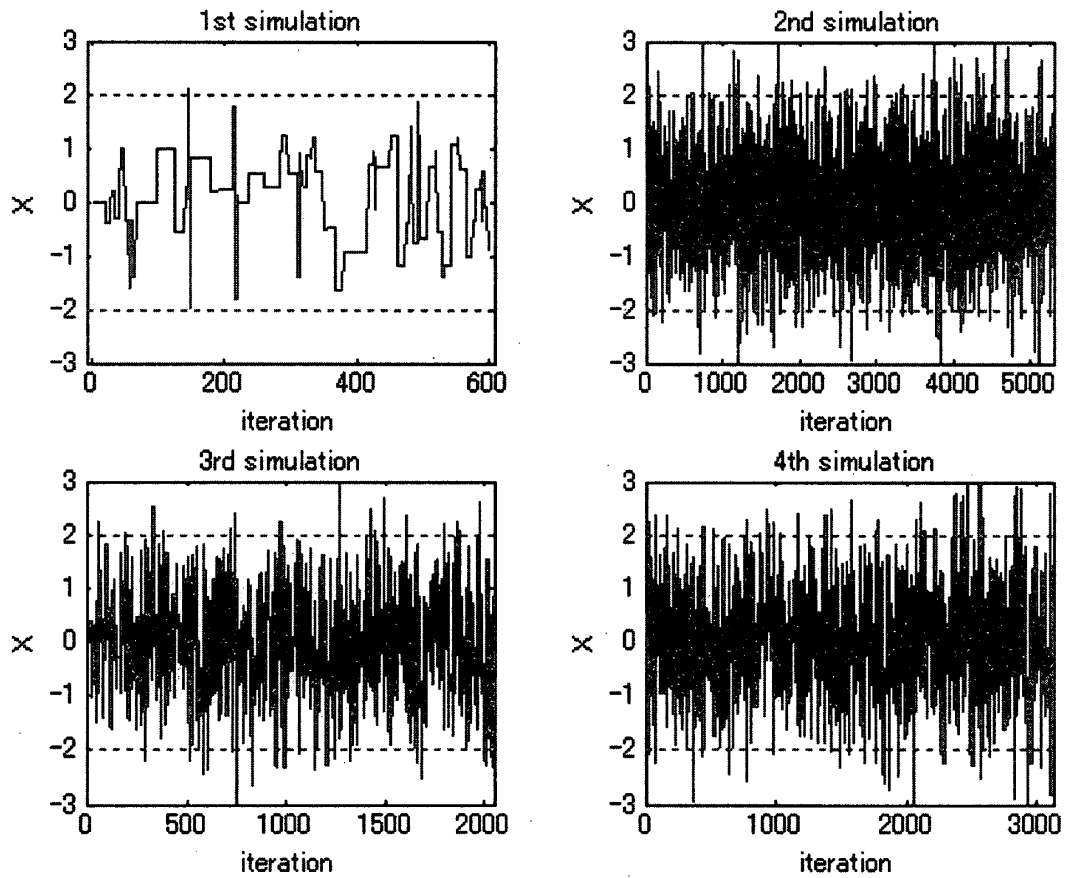 1st simulation
3
2
1
0
-1
-2
-3
X
0 200 400 600
iteration
2nd simulation
3
2
1
0
-1
-2
-3
X
0 1000 2000 3000 4000 5000
iteration
3rd simulation
3
2
1
0
-1
-2
-3
X
0 500 1000 1500 2000
iteration
4th simulation
3
2
1
0
-1
-2
-3
X
0 1000 2000 3000
iteration